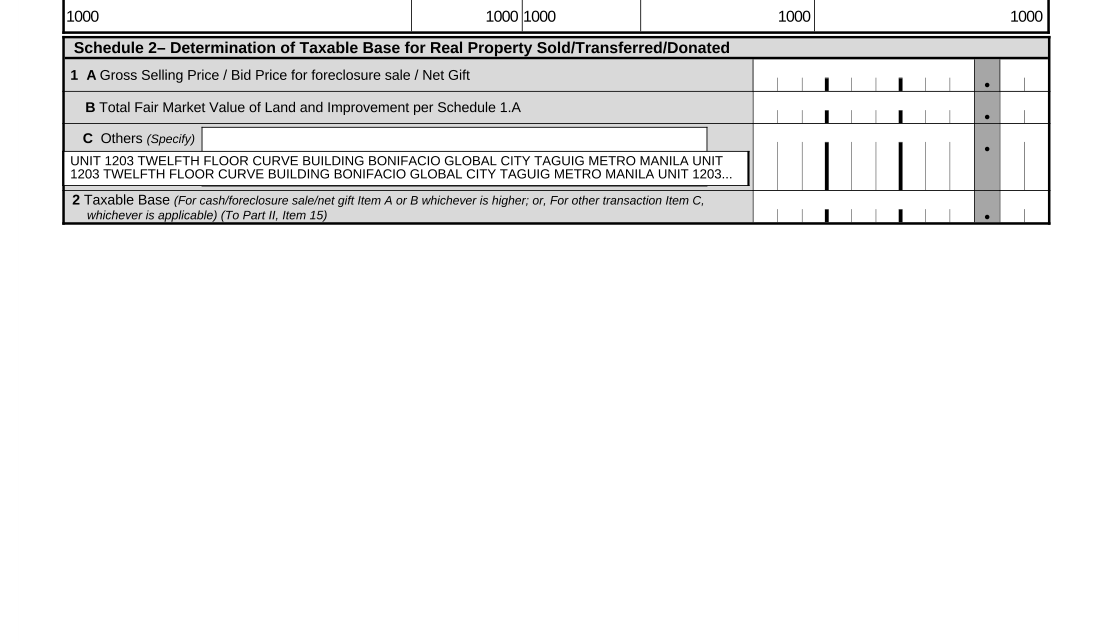 1000 1000 1000 1000 1000
Schedule 2– Determination of Taxable Base for Real Property Sold/Transferred/Donated
1 A Gross Selling Price / Bid Price for foreclosure sale / Net Gift
B Total Fair Market Value of Land and Improvement per Schedule 1.A
C Others (Specify)
UNIT 1203 TWELFTH FLOOR CURVE BUILDING BONIFACIO GLOBAL CITY TAGUIG METRO MANILA UNIT
1203 TWELFTH FLOOR CURVE BUILDING BONIFACIO GLOBAL CITY TAGUIG METRO MANILA UNIT 1203...
2 Taxable Base (For cash/foreclosure sale/net gift Item A or B whichever is higher; or, For other transaction Item C,
whichever is applicable) (To Part II, Item 15)